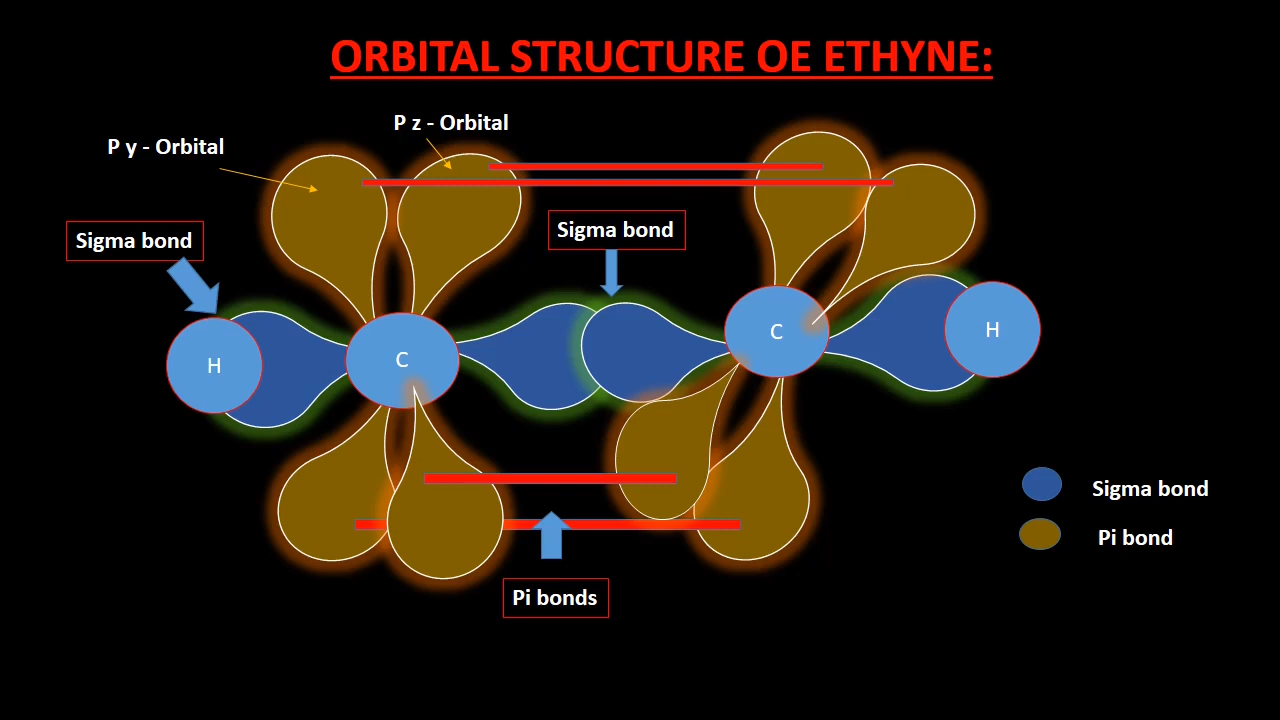 ORBITAL STRUCTURE OE ETHYNE:
P z - Orbital
P y - Orbital
Sigma bond
Sigma bond
H
C
C
H
Sigma bond
Pi bond
Pi bonds